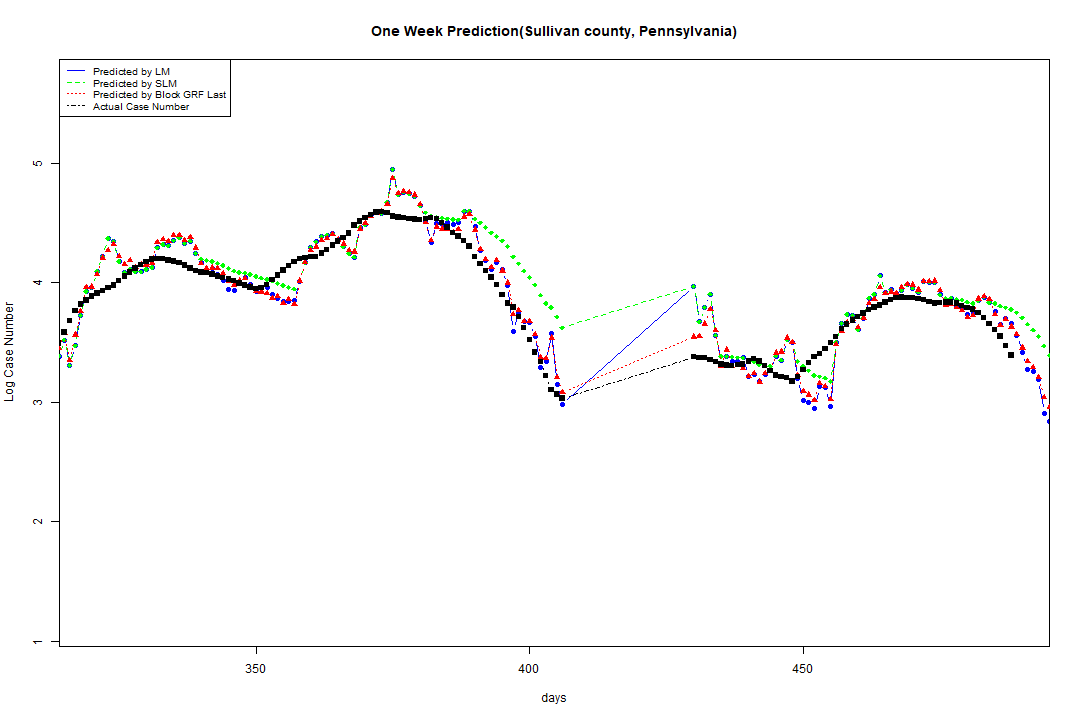 One Week Prediction(Sullivan county, Pennsylvania)
Predicted by LM
Predicted by SLM
Predicted by Block GRF Last
Actual Case Number
Log Case Number
5
4
3
2
1
350
400
450
days